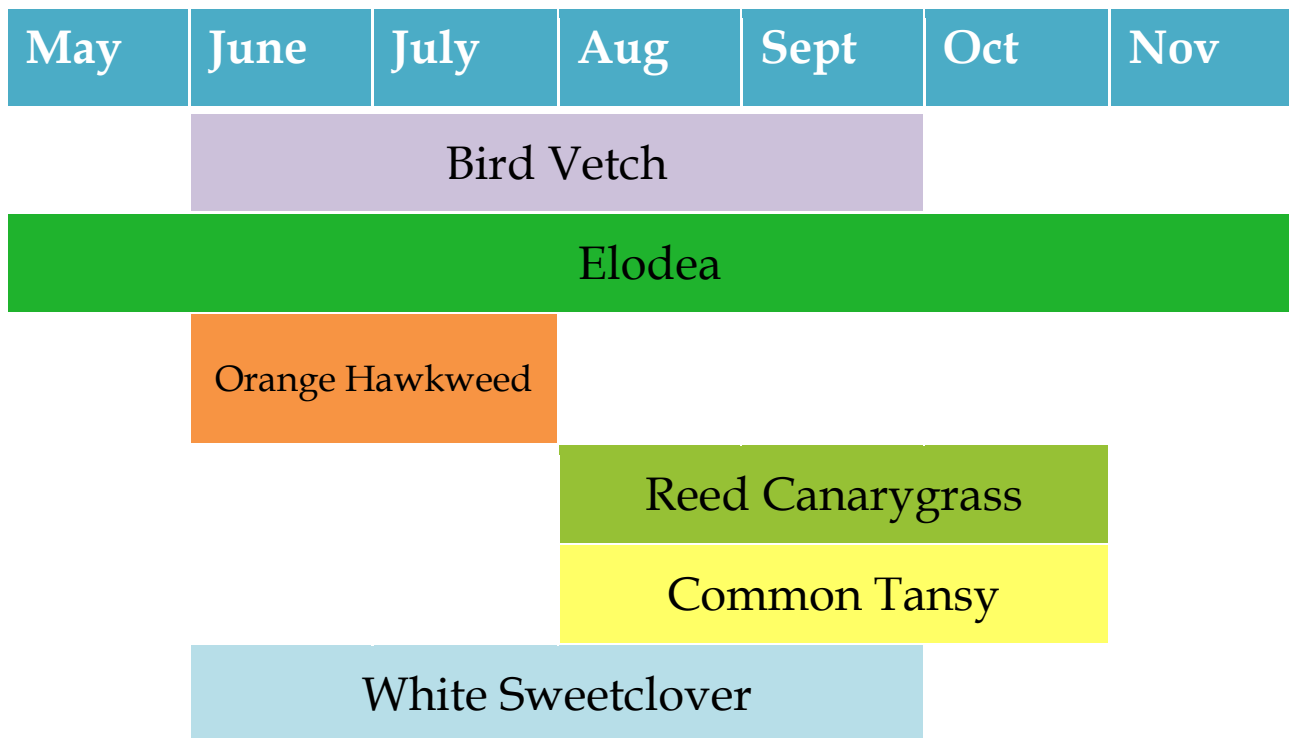 May June July Aug Sept Oct Nov
Bird Vetch
Elodea
Orange Hawkweed
Reed Canarygrass
Common Tansy
White Sweetclover